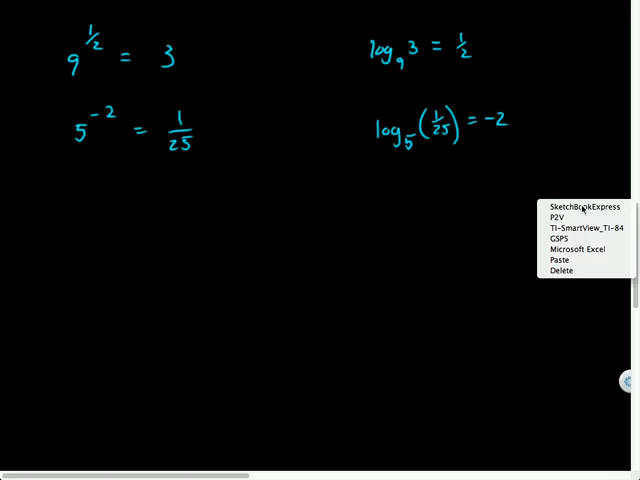 9^{1/2} = 3
log_9 3 = 1/2
5^{-2} = 1/25
log_5 (1/25) = -2
SketchBookExpress
P2V
TI-SmartView_TI-84
GSP5
Microsoft Excel
Paste
Delete